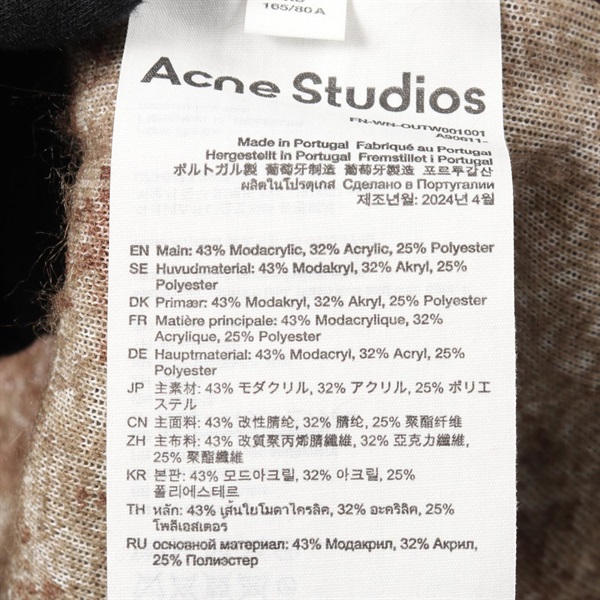 165/80A
Acne Studios
FN-WN-OUTW001001
A90611-
Made in Portugal Fabriqué au Portugal
Hergestellt in Portugal Fremstillet i Portugal
ポルトガル製 葡萄牙制造 葡萄牙製造 포르투갈산
ผลิตในโปรตุเกส Сделано в Португалии
제조년월: 2024년 4월
EN Main: 43% Modacrylic, 32% Acrylic, 25% Polyester
SE Huvudmaterial: 43% Modakryl, 32% Akryl, 25%
Polyester
DK Primær: 43% Modakryl, 32% Akryl, 25% Polyester
FR Matière principale: 43% Modacrylique, 32%
Acrylique, 25% Polyester
DE Hauptmaterial: 43% Modacryl, 32% Acryl, 25%
Polyester
JP 主素材: 43% モダクリル, 32% アクリル, 25% ポリエ
ステル
CN 主面料: 43% 改性腈纶, 32% 腈纶, 25% 聚酯纤维
ZH 主布料: 43% 改質聚丙烯腈纖維, 32% 亞克力纖維,
25% 聚酯纖維
KR 본판: 43% 모드아크릴, 32% 아크릴, 25%
폴리에스테르
TH หลัก: 43% เส้นใยโมดาไครลิค, 32% อะคริลิค, 25%
โพลีเอสเตอร์
RU основной материал: 43% Модакрил, 32% Акрил,
25% Полиэстер